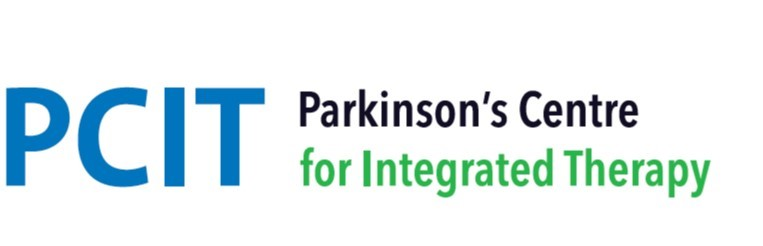 PCIT
Parkinson's Centre
for Integrated Therapy